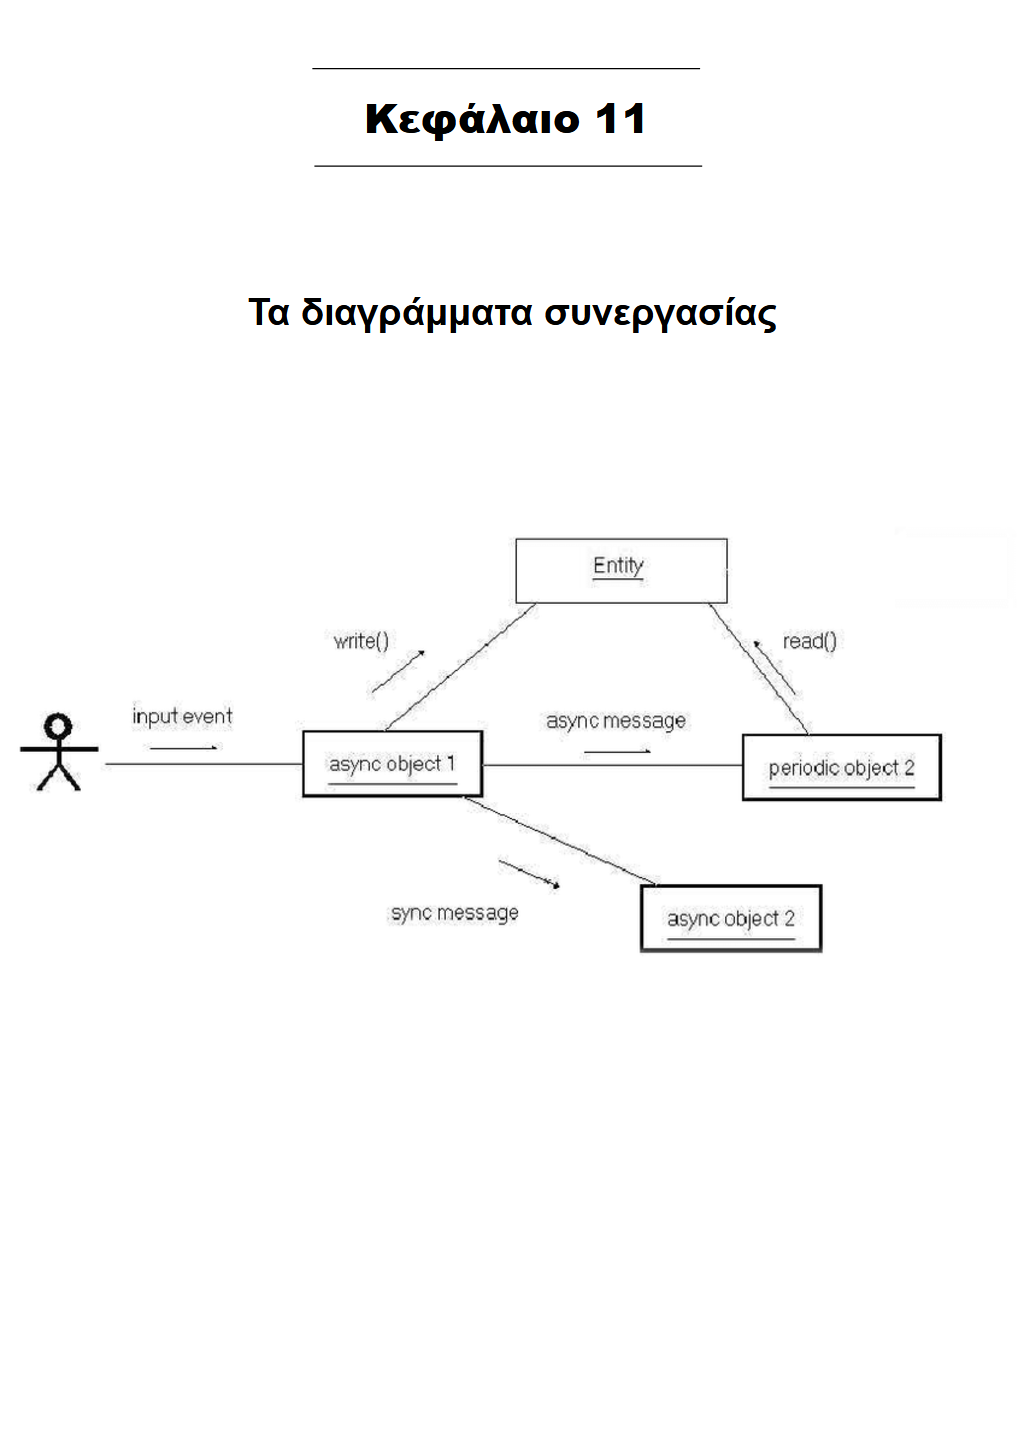 Κεφάλαιο 11
Τα διαγράμματα συνεργασίας
Entity
write()
read()
input event
async message
async object 1
periodic object 2
sync message
async object 2